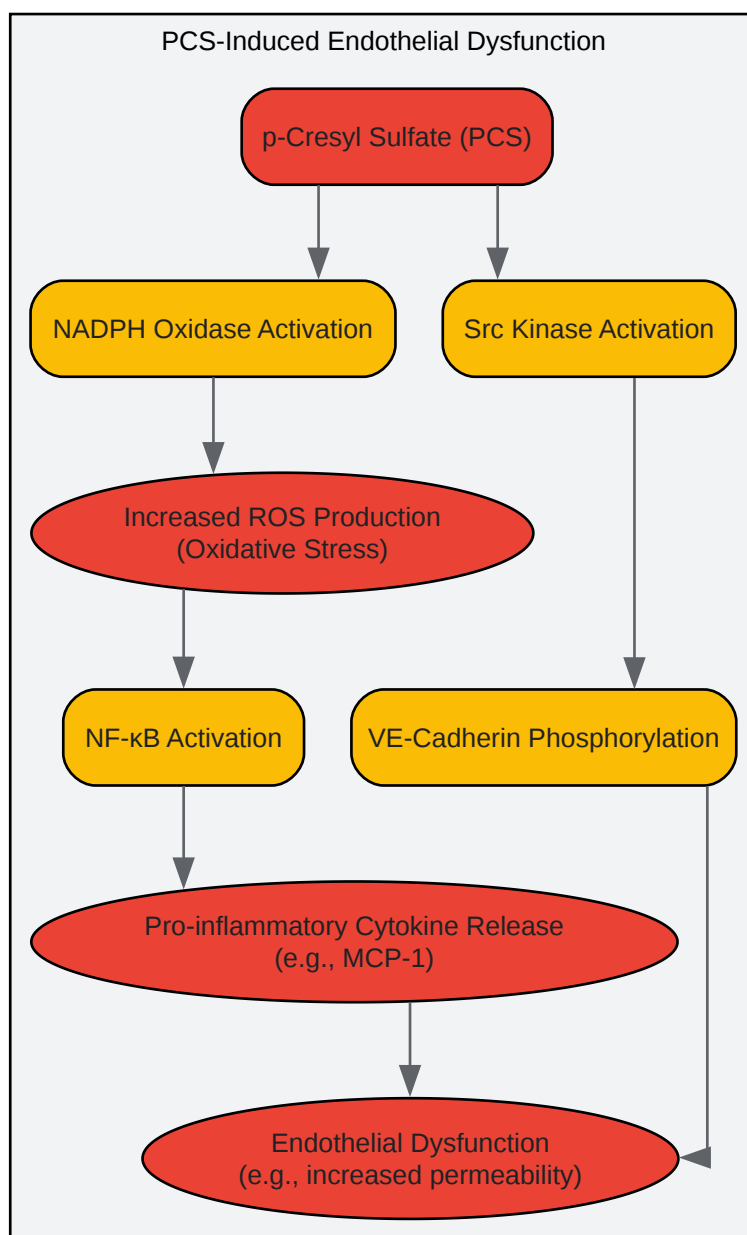 PCS-Induced Endothelial Dysfunction
p-Cresyl Sulfate (PCS)
NADPH Oxidase Activation
Src Kinase Activation
Increased ROS Production
(Oxidative Stress)
NF-κB Activation
VE-Cadherin Phosphorylation
Pro-inflammatory Cytokine Release
(e.g., MCP-1)
Endothelial Dysfunction
(e.g., increased permeability)